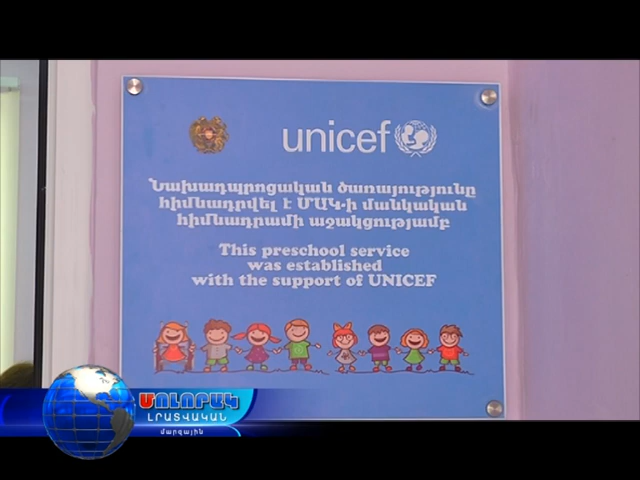 unicef
Նախադպրոցական ծառայությունը
հիմնադրվել է ՄԱԿ-ի մանկական
հիմնադրամի աջակցությամբ
This preschool service
was established
with the support of UNICEF
ՄՈԼՈՐԱԿ
ԼՐԱՏՎԱԿԱՆ
մարզային